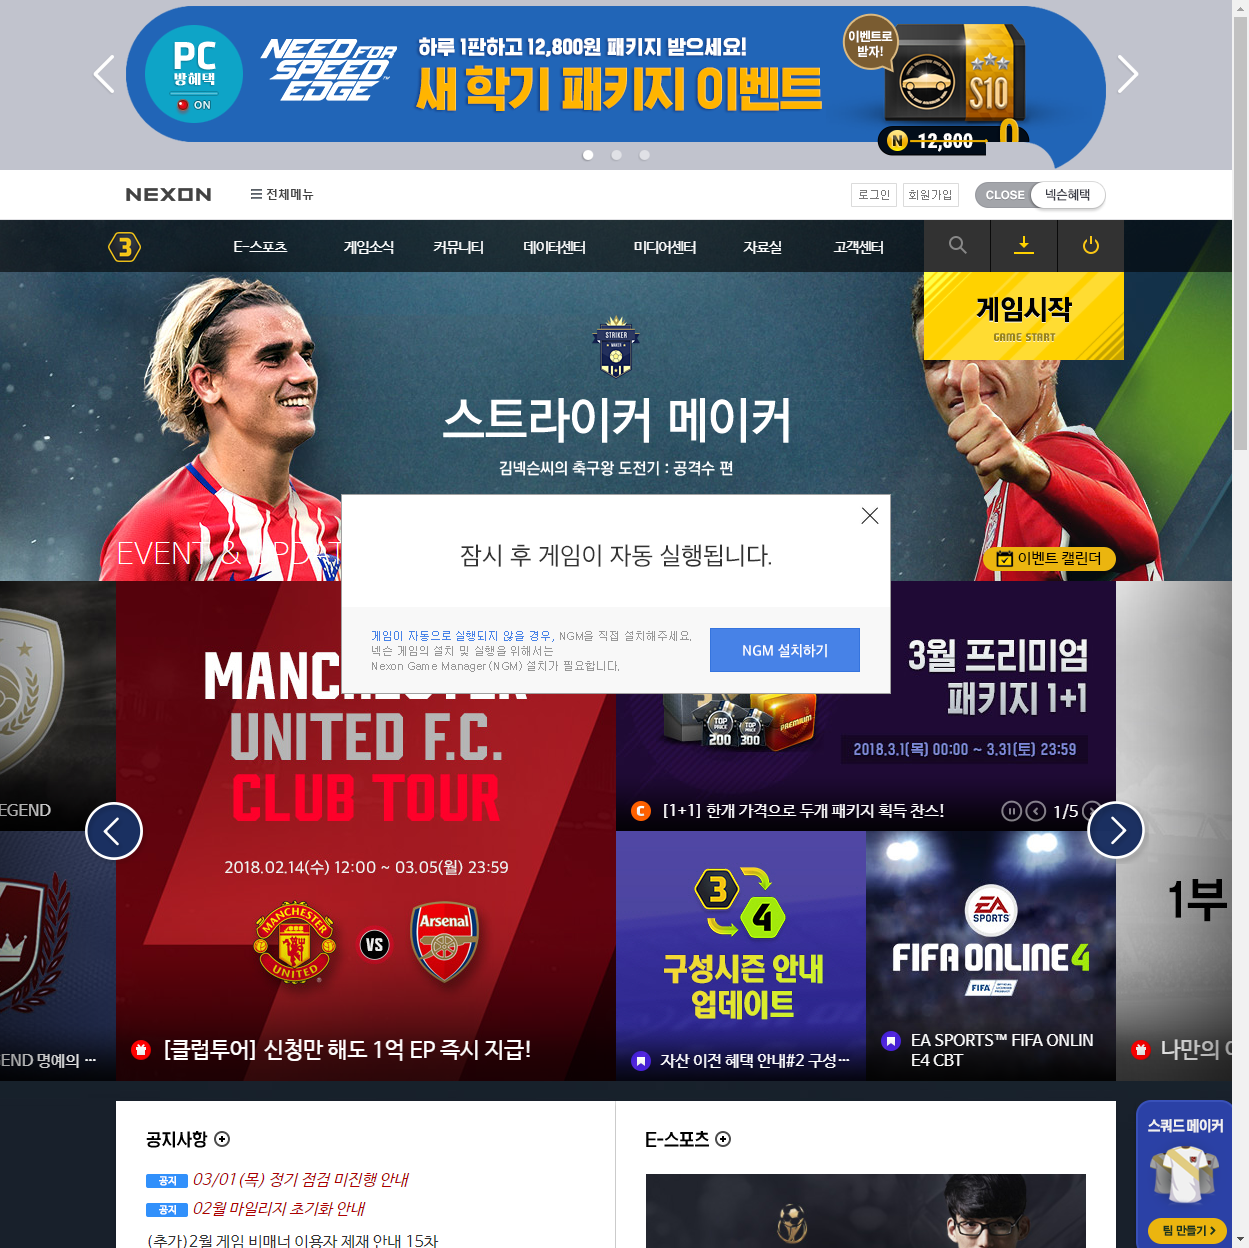 PC
방혜택
ON
NEED FOR
SPEED
EDGE
하루 1판하고 12,800원 패키지 받으세요!
새 학기 패키지 이벤트
이벤트로
받자!
S10
N 12,800 0
NEXON
전체메뉴
로그인
회원가입
CLOSE
넥슨혜택
3
E-스포츠
게임소식
커뮤니티
데이터센터
미디어센터
자료실
고객센터
게임시작
GAME START
STRIKER
MAKER
스트라이커 메이커
김넥슨씨의 축구왕 도전기 : 공격수 편
EVENT & UPDAT
이벤트 캘린더
잠시 후 게임이 자동 실행됩니다.
게임이 자동으로 실행되지 않을 경우, NGM을 직접 설치해주세요.
넥슨 게임의 설치 및 실행을 위해서는
Nexon Game Manager(NGM) 설치가 필요합니다.
NGM 설치하기
EGEND
END 명예의 ···
MANCHESTER
UNITED F.C.
CLUB TOUR
2018.02.14(수) 12:00 ~ 03.05(월) 23:59
MANCHESTER
UNITED
VS
Arsenal
[클럽투어] 신청만 해도 1억 EP 즉시 지급!
3월 프리미엄
패키지 1+1
TOP
PRICE
200
TOP
PRICE
300
PREMIUM
2018.3.1(목) 00:00 ~ 3.31(토) 23:59
C
[1+1] 한개 가격으로 두개 패키지 획득 찬스!
1/5
3
4
구성시즌 안내
업데이트
자산 이전 혜택 안내#2 구성···
EA
SPORTS
FIFA ONLINE 4
FIFA
EA SPORTS™ FIFA ONLIN
E4 CBT
1부
나만의
공지사항
공지 03/01(목) 정기 점검 미진행 안내
공지 02월 마일리지 초기화 안내
(추가)2월 게임 비매너 이용자 제재 안내 15차
E-스포츠
스쿼드 메이커
팀 만들기